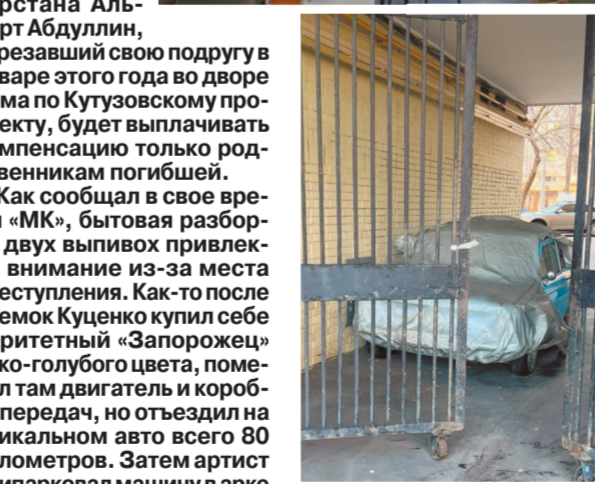 рстана Аль-
рт Абдуллин,
резавший свою подругу в
варе этого года во дворе
ма по Кутузовскому про-
екту, будет выплачивать
мпенсацию только род-
венникам погибшей.
Как сообщал в свое вре-
«МК», бытовая разбор-
двух выпивох привлек-
внимание из-за места
еступления. Как-то после
емок Куценко купил себе
ритетный «Запорожец»
ко-голубого цвета, поме-
л там двигатель и короб-
передач, но отъездил на
икальном авто всего 80
лометров. Затем артист
ипарковал машину в арке